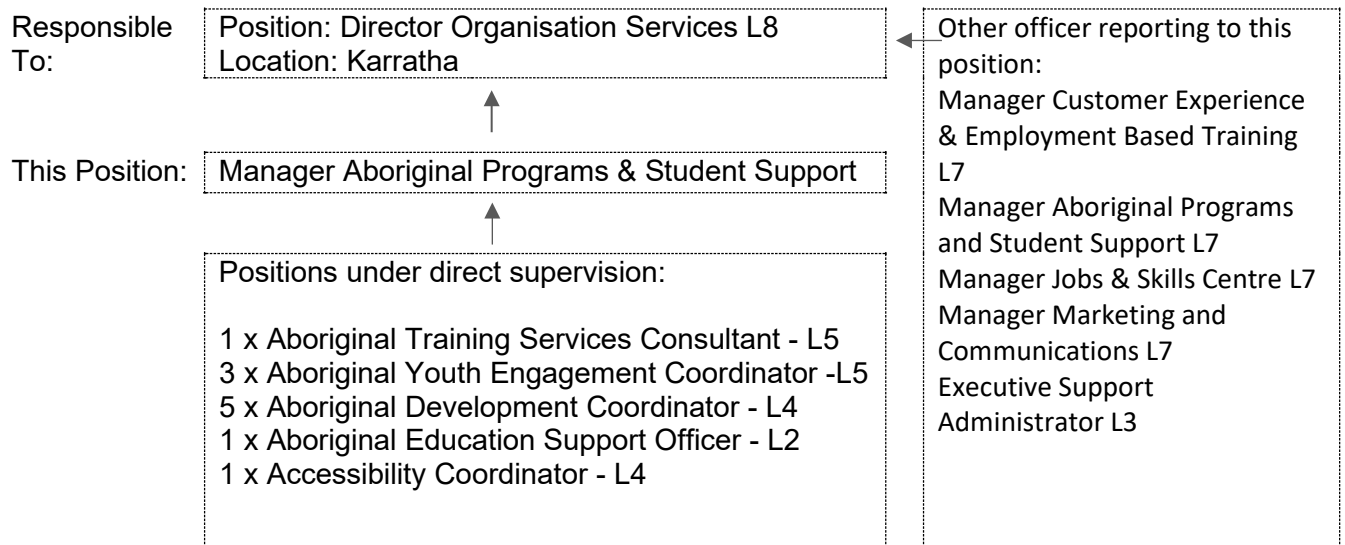 Responsible To:
Position: Director Organisation Services L8
Location: Karratha
This Position:
Manager Aboriginal Programs & Student Support
Positions under direct supervision:
1 x Aboriginal Training Services Consultant - L5
3 x Aboriginal Youth Engagement Coordinator -L5
5 x Aboriginal Development Coordinator - L4
1 x Aboriginal Education Support Officer - L2
1 x Accessibility Coordinator - L4
Other officer reporting to this
position:
Manager Customer Experience
& Employment Based Training
L7
Manager Aboriginal Programs
and Student Support L7
Manager Jobs & Skills Centre L7
Manager Marketing and
Communications L7
Executive Support
Administrator L3